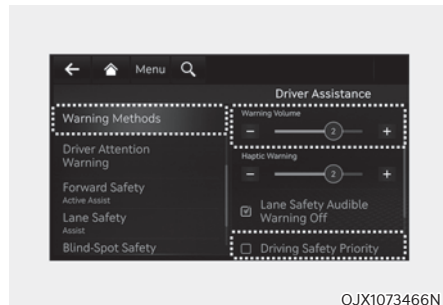 Menu
Driver Assistance
Warning Methods
Driver Attention
Warning
Forward Safety
Active Assist
Lane Safety
Assist
Blind-Spot Safety
Warning Volume
- 2 +
Haptic Warning
- 2 +
Lane Safety Audible
Warning Off
Driving Safety Priority
OJX1073466N